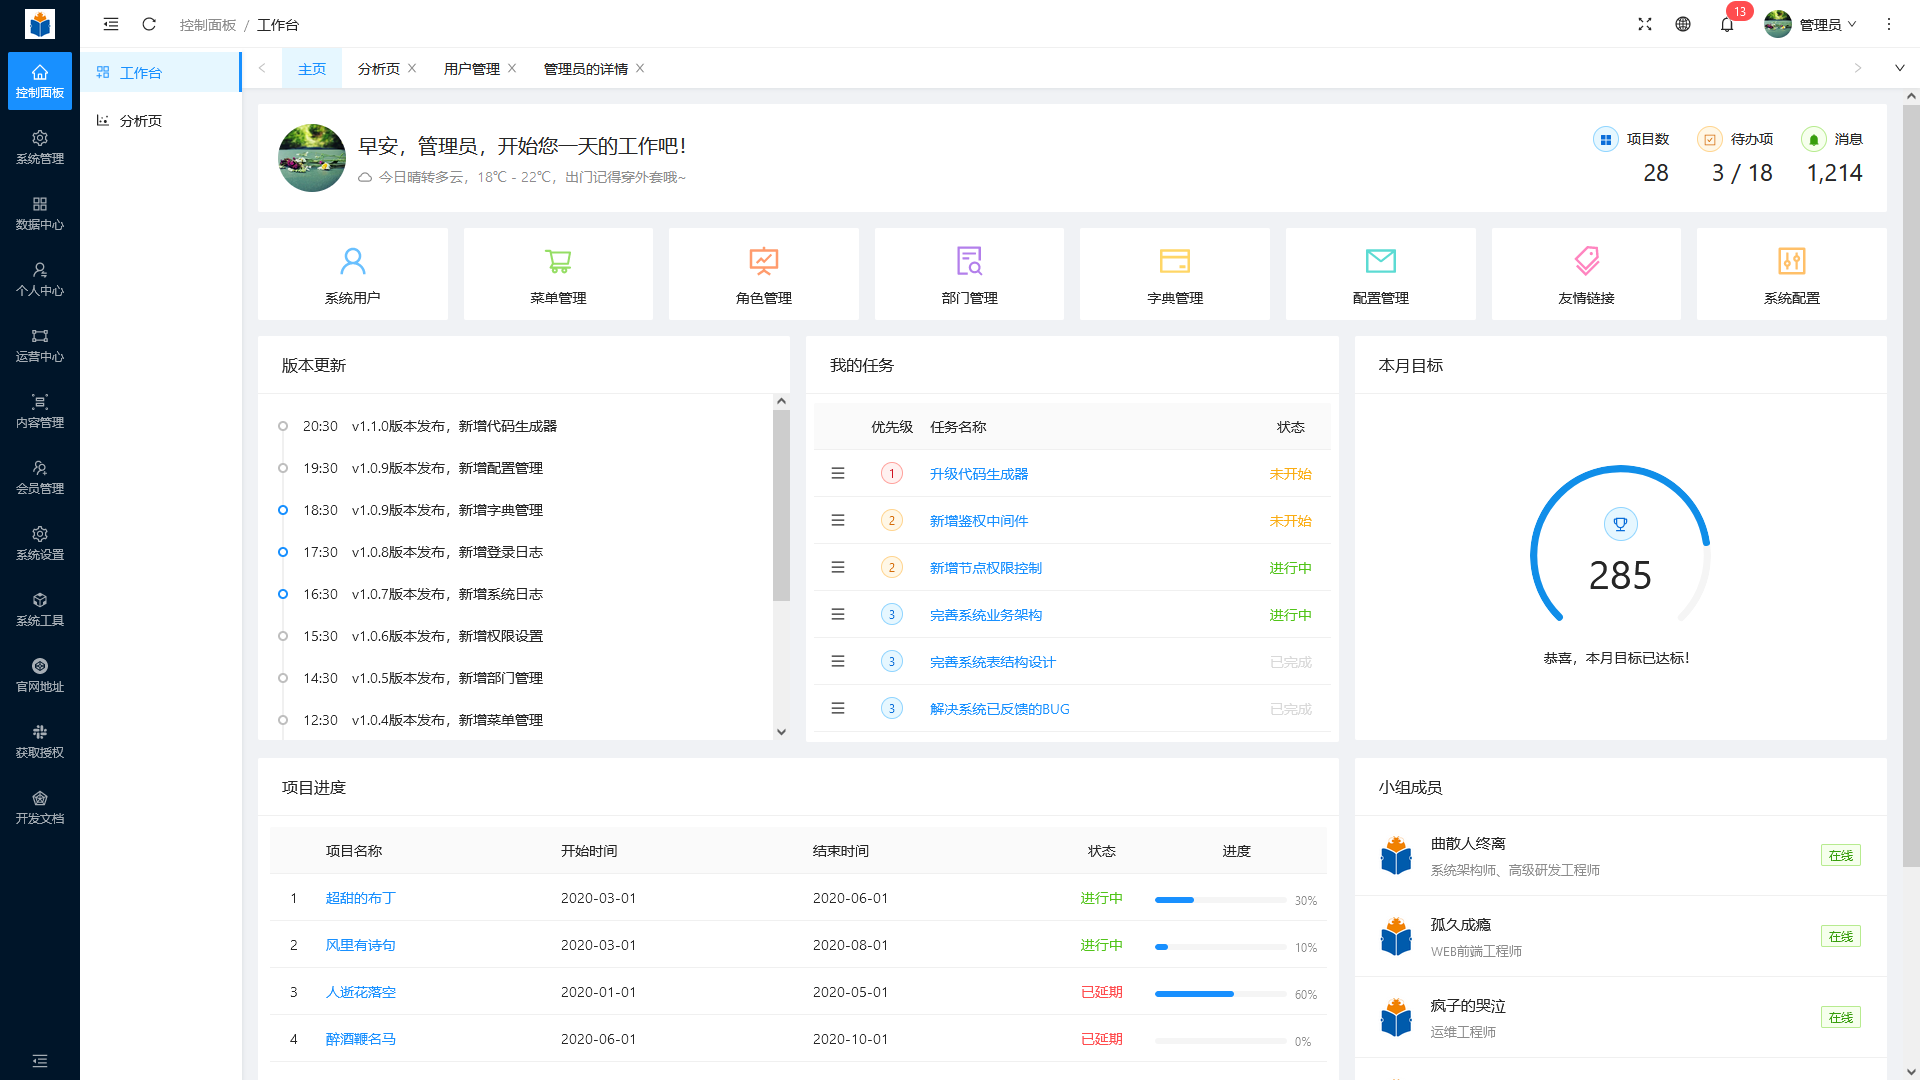 控制面板 / 工作台
13
管理员
控制面板
系统管理
数据中心
个人中心
运营中心
内容管理
会员管理
系统设置
系统工具
官网地址
获取授权
开发文档
工作台
分析页
主页
分析页
用户管理
管理员的详情
早安，管理员，开始您一天的工作吧！
今日晴转多云，18℃ - 22℃，出门记得穿外套哦~
项目数
28
待办项
3 / 18
消息
1,214
系统用户
菜单管理
角色管理
部门管理
字典管理
配置管理
友情链接
系统配置
版本更新
20:30 v1.1.0版本发布，新增代码生成器
19:30 v1.0.9版本发布，新增配置管理
18:30 v1.0.9版本发布，新增字典管理
17:30 v1.0.8版本发布，新增登录日志
16:30 v1.0.7版本发布，新增系统日志
15:30 v1.0.6版本发布，新增权限设置
14:30 v1.0.5版本发布，新增部门管理
12:30 v1.0.4版本发布，新增菜单管理
我的任务
优先级 任务名称 状态
1 升级代码生成器 未开始
2 新增鉴权中间件 未开始
2 新增节点权限控制 进行中
3 完善系统业务架构 进行中
3 完善系统表结构设计 已完成
3 解决系统已反馈的BUG 已完成
本月目标
285
恭喜，本月目标已达标！
项目进度
项目名称 开始时间 结束时间 状态 进度
1 超甜的布丁 2020-03-01 2020-06-01 进行中 30%
2 风里有诗句 2020-03-01 2020-08-01 进行中 10%
3 人逝花落空 2020-01-01 2020-05-01 已延期 60%
4 醉酒鞭名马 2020-06-01 2020-10-01 已延期 0%
小组成员
曲散人终离
系统架构师、高级研发工程师
在线
孤久成瘾
WEB前端工程师
在线
疯子的哭泣
运维工程师
在线